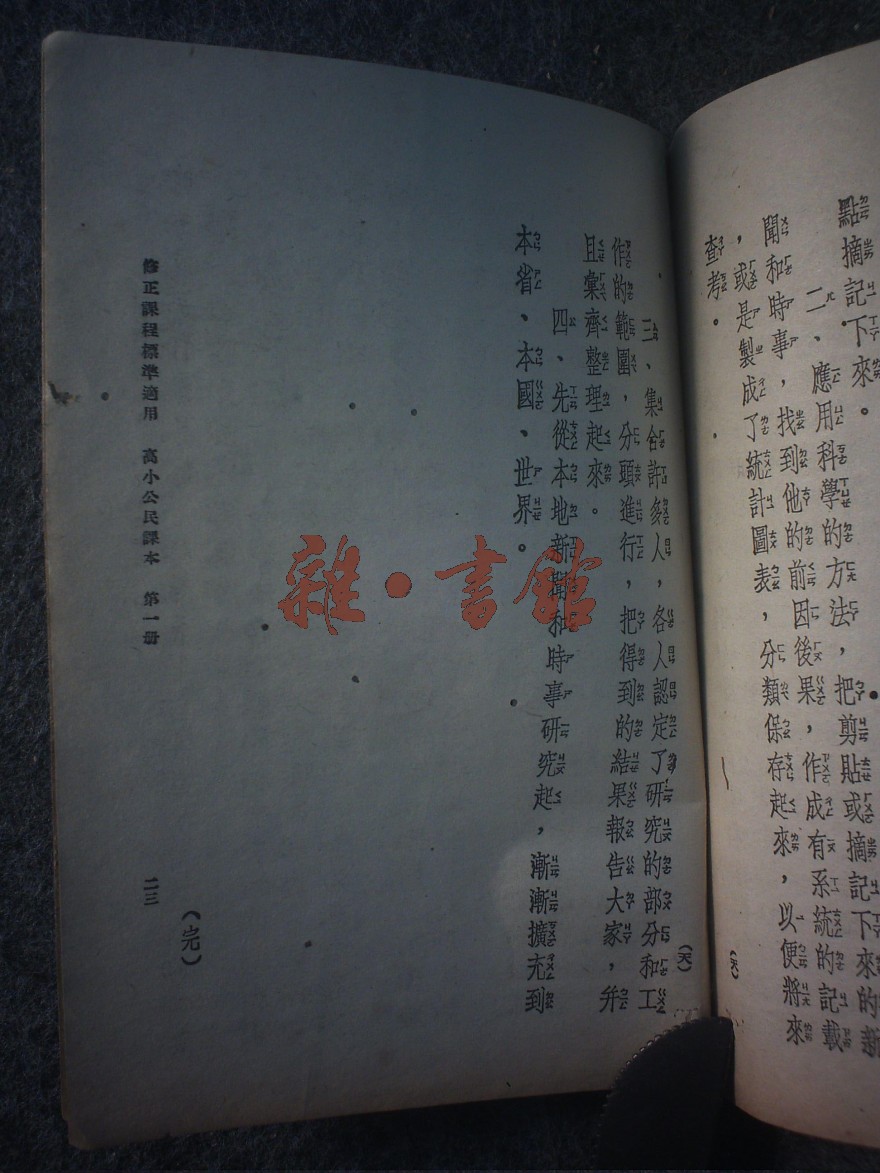 點摘記下來。
二、應用科學的方法，把剪貼或摘記下來的新
聞和時事，找到他的前因後果，作成有系統的記載
，或是製成了統計圖表，分類保存起來，以便將來
查考。
三、集合許多人，各人認定了研究的部分和工
作的範圍，分頭進行，把得到的結果報告大家，幷
且彙齊整理起來。
四、先從本地新聞和時事研究起，漸漸擴充到
本省、本國、世界。
（完）
修正課程標準適用　高小公民課本　第一册
二三
雜·書館